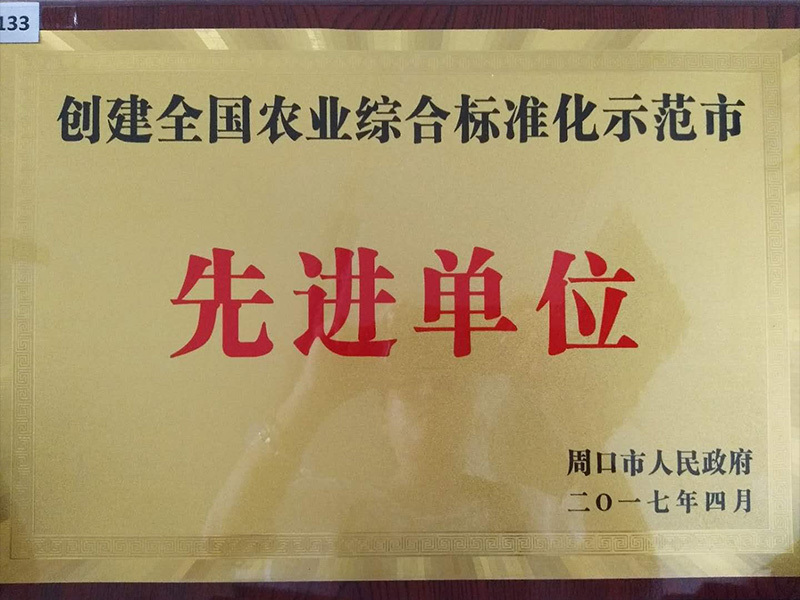 133
创建全国农业综合标准化示范市
先进单位
周口市人民政府
二〇一七年四月